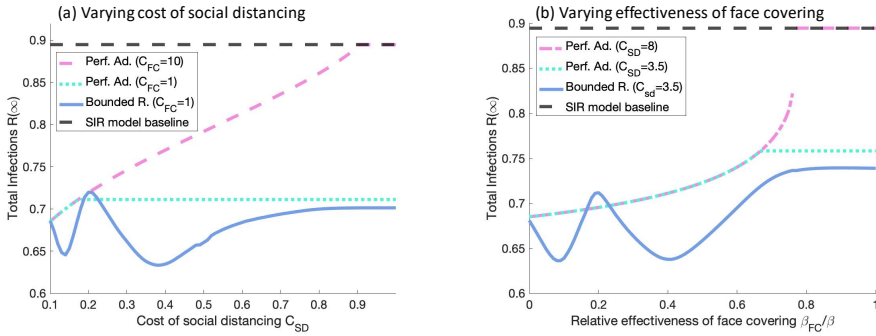 (a) Varying cost of social distancing
0.9
0.85
0.8
0.75
0.7
0.65
0.6
Total Infections R(∞)
Perf. Ad. (C_FC=10)
Perf. Ad. (C_FC=1)
Bounded R. (C_FC=1)
SIR model baseline
0.1 0.2 0.3 0.4 0.5 0.6 0.7 0.8 0.9
Cost of social distancing C_SD
(b) Varying effectiveness of face covering
0.9
0.85
0.8
0.75
0.7
0.65
0.6
Total Infections R(∞)
Perf. Ad. (C_SD=8)
Perf. Ad. (C_SD=3.5)
Bounded R. (C_sd=3.5)
SIR model baseline
0 0.2 0.4 0.6 0.8 1
Relative effectiveness of face covering β_FC/β